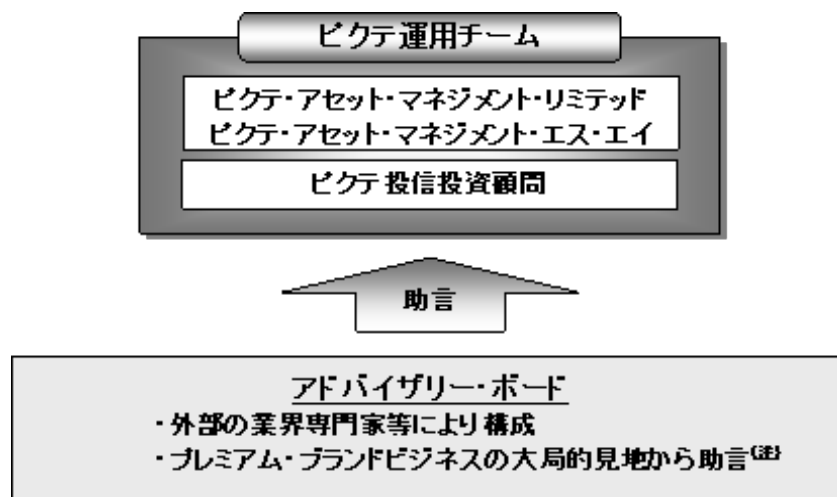 ピクテ運用チーム
ピクテ・アセット・マネジメント・リミテッド
ピクテ・アセット・マネジメント・エス・エイ
ピクテ投信投資顧問
助言
アドバイザリー・ボード
・外部の業界専門家等により構成
・プレミアム・ブランドビジネスの大局的見地から助言(注)